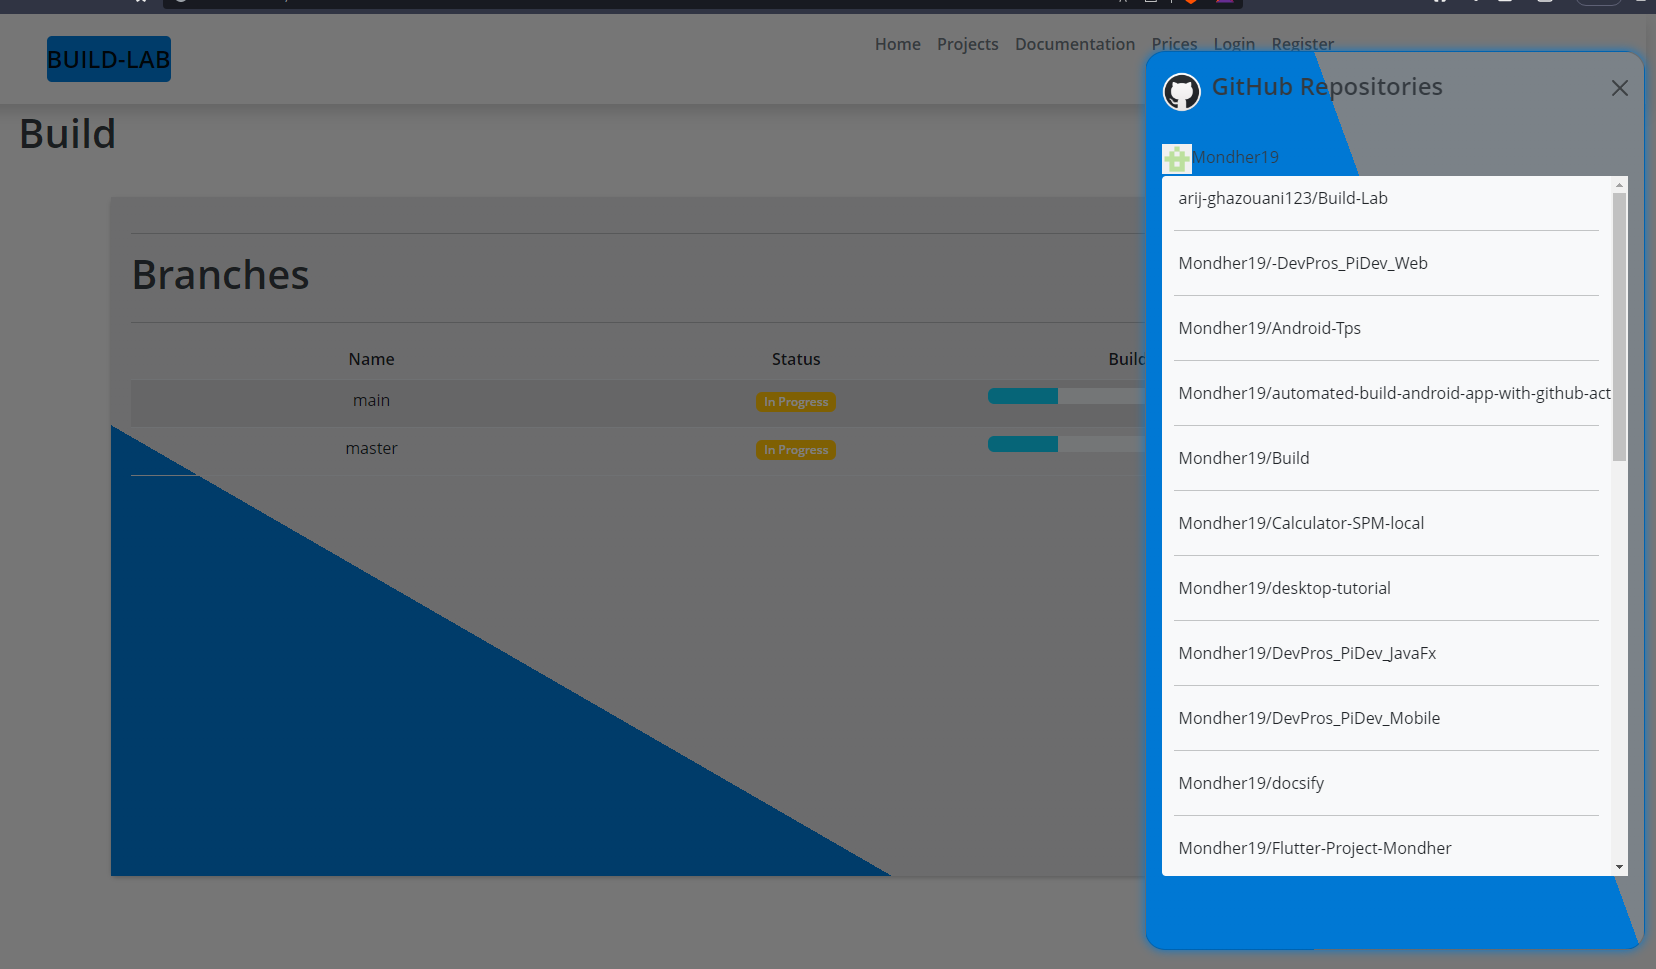 BUILD-LAB
Home Projects Documentation Prices Login Register
Build
Branches
Name Status Build
main In Progress
master In Progress
GitHub Repositories
Mondher19
arij-ghazouani123/Build-Lab
Mondher19/-DevPros_PiDev_Web
Mondher19/Android-Tps
Mondher19/automated-build-android-app-with-github-act
Mondher19/Build
Mondher19/Calculator-SPM-local
Mondher19/desktop-tutorial
Mondher19/DevPros_PiDev_JavaFx
Mondher19/DevPros_PiDev_Mobile
Mondher19/docsify
Mondher19/Flutter-Project-Mondher